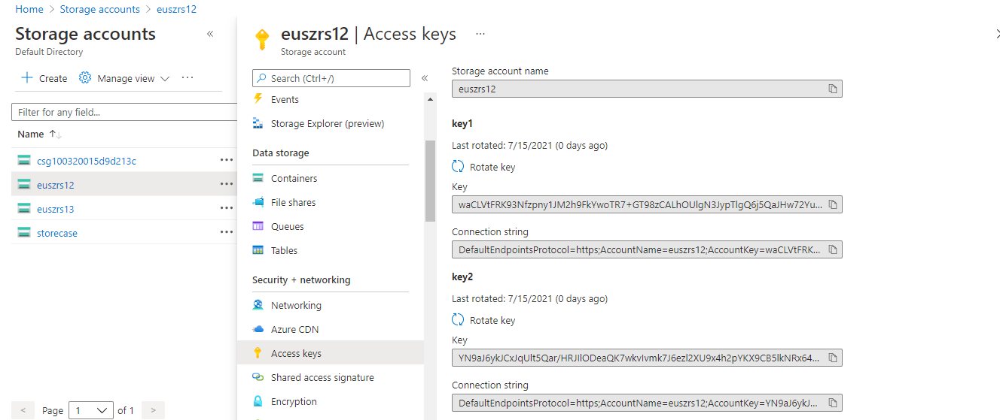 Home > Storage accounts > euszrs12
Storage accounts «
Default Directory
+ Create Manage view ...
Filter for any field...
Name ↑↓
csg100320015d9d213c ...
euszrs12 ...
euszrs13 ...
storecase ...
< Page 1 of 1 >
euszrs12 | Access keys ...
Storage account
Search (Ctrl+/) «
Events
Storage Explorer (preview)
Data storage
Containers
File shares
Queues
Tables
Security + networking
Networking
Azure CDN
Access keys
Shared access signature
Encryption
Storage account name
euszrs12
key1
Last rotated: 7/15/2021 (0 days ago)
Rotate key
Key
waCLVtFRK93Nfzpny1JM2h9FkYwoTR7+GT98zCALhOUlgN3JypTlgQ6j5QaJHw72Yu...
Connection string
DefaultEndpointsProtocol=https;AccountName=euszrs12;AccountKey=waCLVtFRK...
key2
Last rotated: 7/15/2021 (0 days ago)
Rotate key
Key
YN9aJ6ykJCxJqUlt5Qar/HRJIlODeaQK7wkvIvmk7J6ezl2XU9x4h2pYKX9CB5lkNRx64...
Connection string
DefaultEndpointsProtocol=https;AccountName=euszrs12;AccountKey=YN9aJ6ykJ...